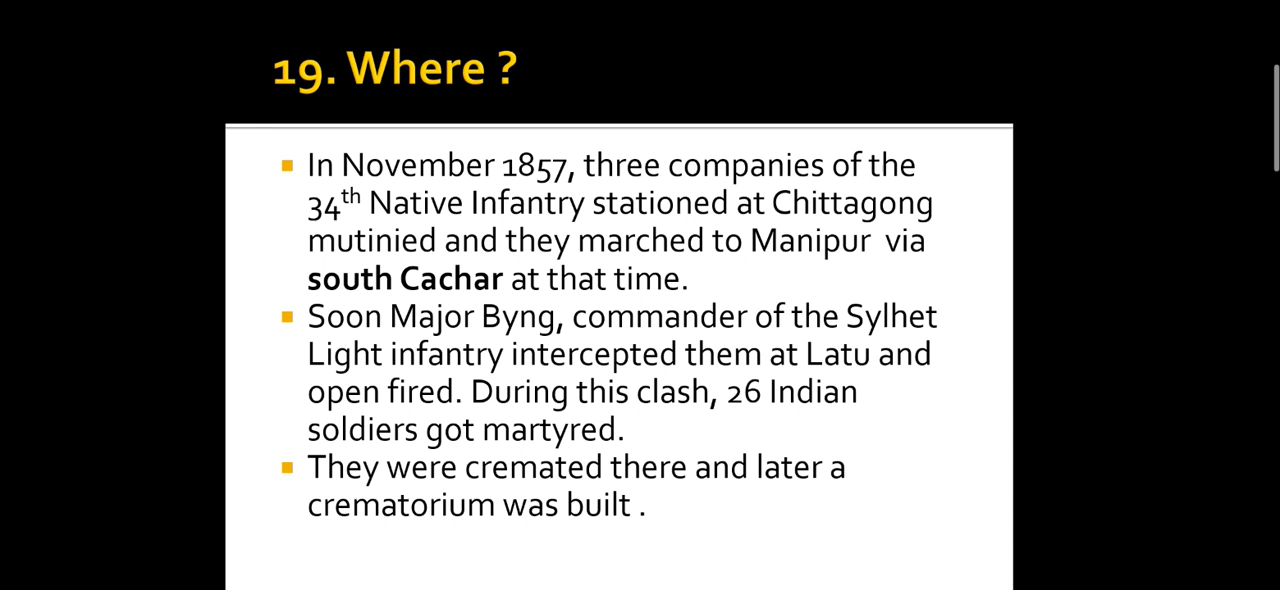 19. Where ?
In November 1857, three companies of the
34th Native Infantry stationed at Chittagong
mutinied and they marched to Manipur via
south Cachar at that time.
Soon Major Byng, commander of the Sylhet
Light infantry intercepted them at Latu and
open fired. During this clash, 26 Indian
soldiers got martyred.
They were cremated there and later a
crematorium was built .